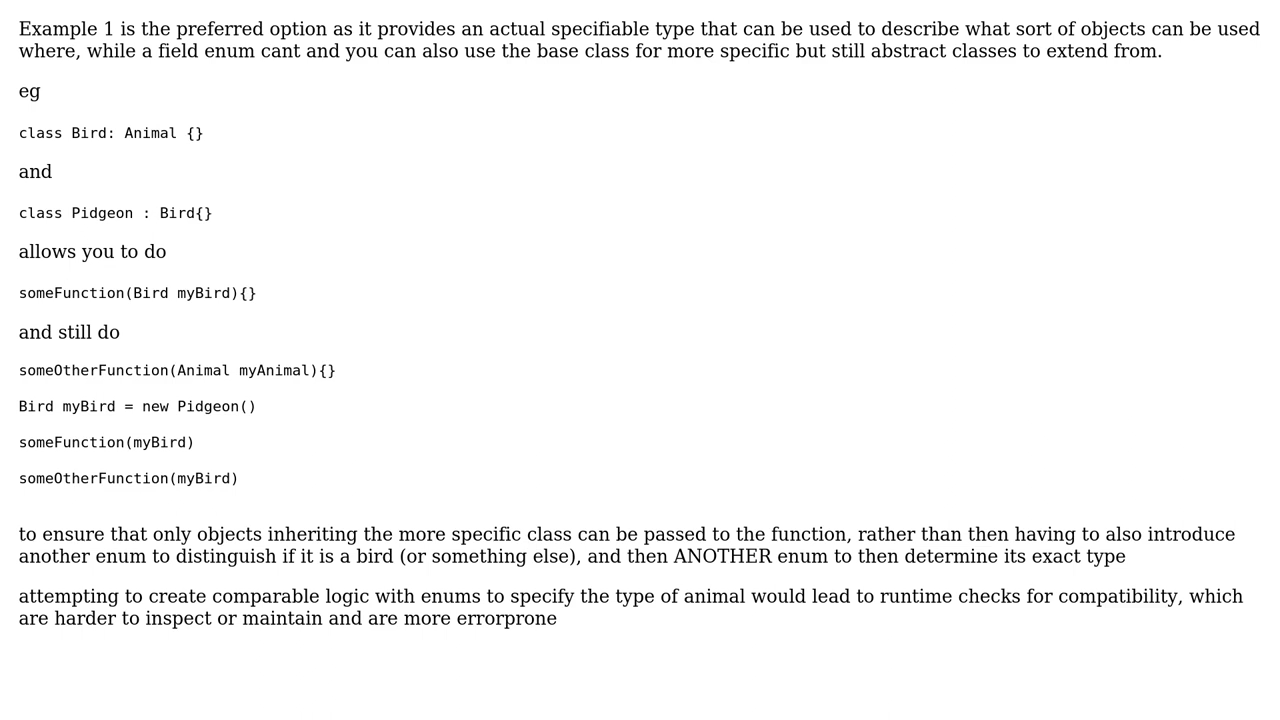 Example 1 is the preferred option as it provides an actual specifiable type that can be used to describe what sort of objects can be used
where, while a field enum cant and you can also use the base class for more specific but still abstract classes to extend from.
eg
class Bird: Animal {}
and
class Pidgeon : Bird{}
allows you to do
someFunction(Bird myBird){}
and still do
someOtherFunction(Animal myAnimal){}
Bird myBird = new Pidgeon()
someFunction(myBird)
someOtherFunction(myBird)
to ensure that only objects inheriting the more specific class can be passed to the function, rather than then having to also introduce
another enum to distinguish if it is a bird (or something else), and then ANOTHER enum to then determine its exact type
attempting to create comparable logic with enums to specify the type of animal would lead to runtime checks for compatibility, which
are harder to inspect or maintain and are more errorprone